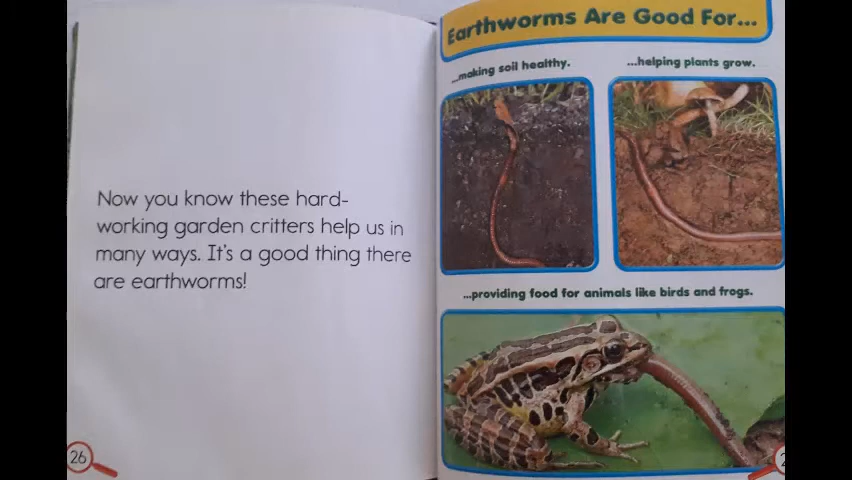 Now you know these hard-
working garden critters help us in
many ways. It's a good thing there
are earthworms!
26
Earthworms Are Good For...
...making soil healthy.
...helping plants grow.
...providing food for animals like birds and frogs.